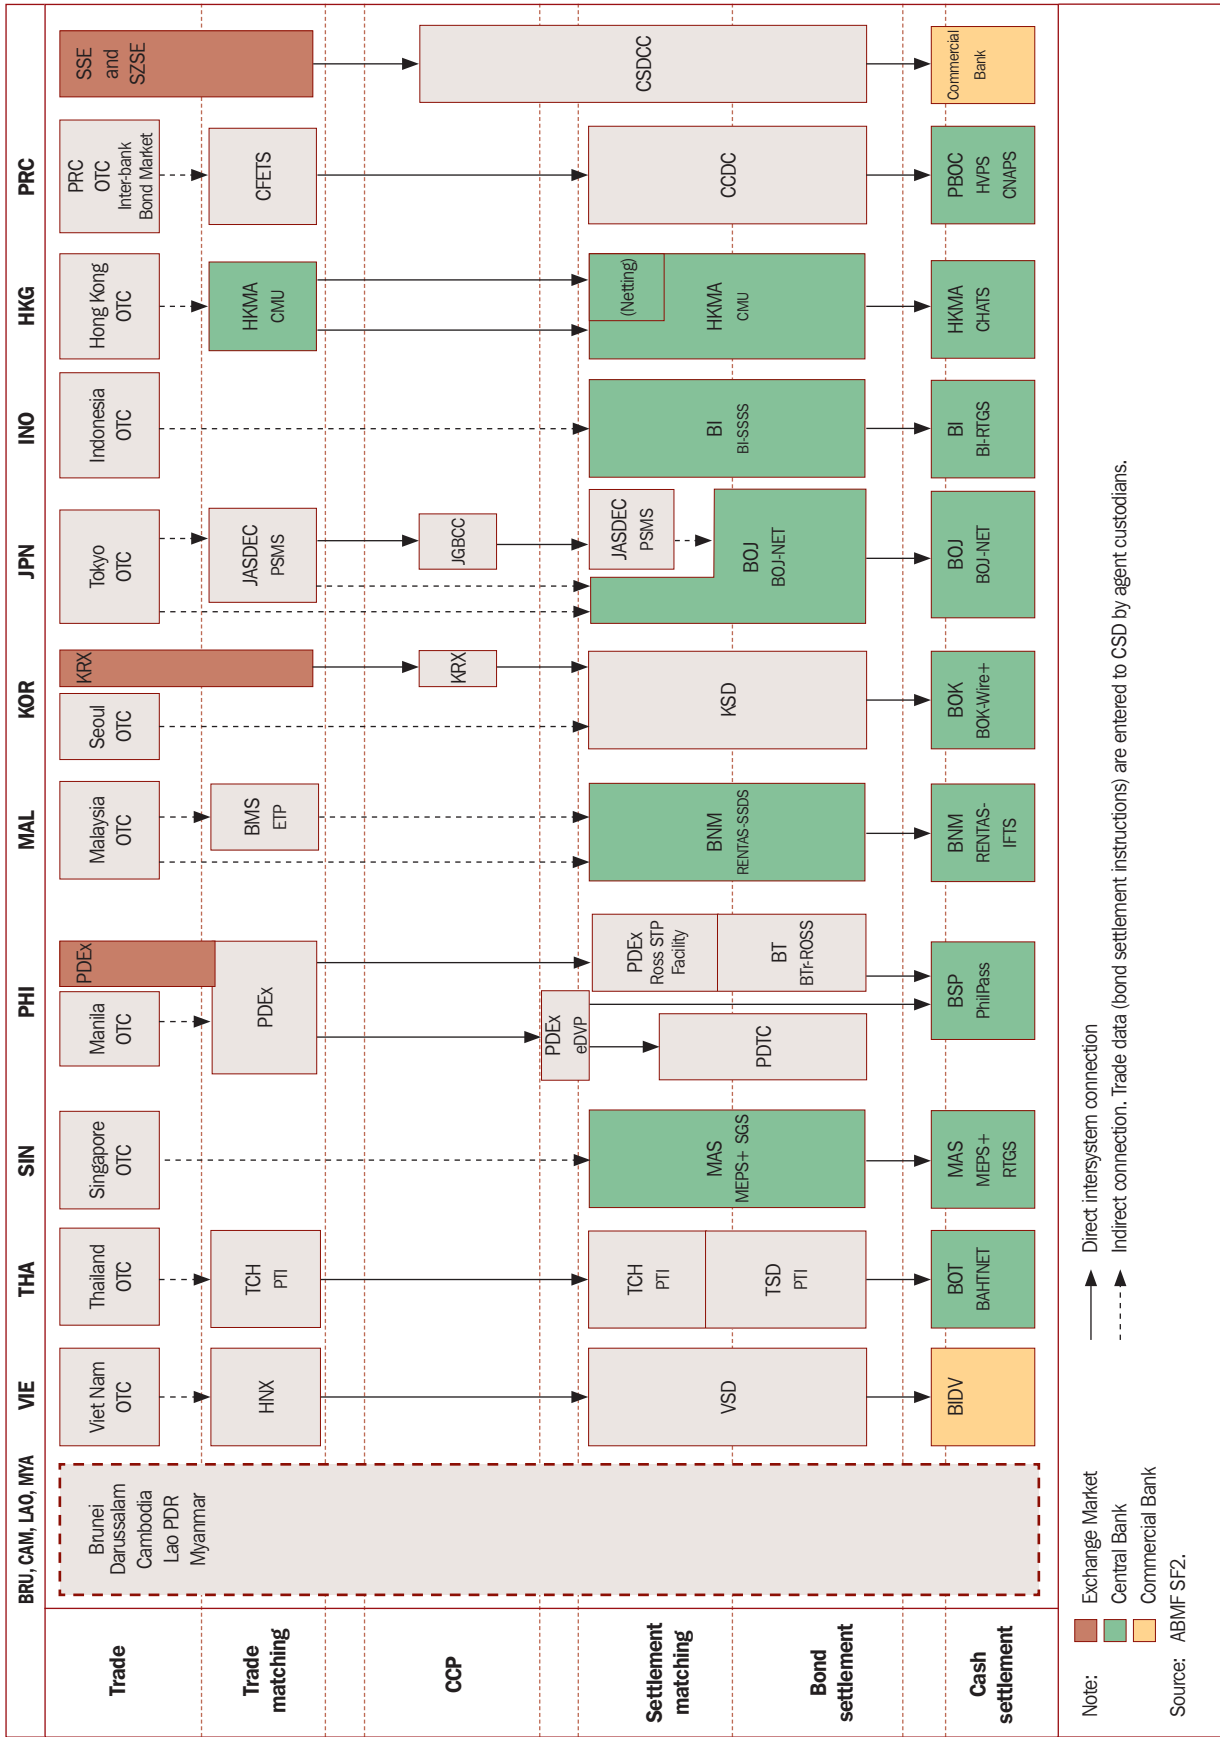 BRU, CAM, LAO, MYA
VIE
THA
SIN
PHI
MAL
KOR
JPN
INO
HKG
PRC
Trade
Brunei
Darussalam
Cambodia
Lao PDR
Myanmar
Viet Nam
OTC
Thailand
OTC
Singapore
OTC
Manila
OTC
PDEx
Malaysia
OTC
Seoul
OTC
KRX
Tokyo
OTC
Indonesia
OTC
Hong Kong
OTC
PRC
OTC
Inter-bank
Bond Market
SSE
and
SZSE
Trade
matching
HNX
TCH
PTI
PDEx
BMS
ETP
JASDEC
PSMS
HKMA
CMU
CFETS
CCP
PDEx
eDVP
KRX
JGBCC
CSDCC
Settlement
matching
Bond
settlement
VSD
TCH
PTI
TSD
PTI
MAS
MEPS+ SGS
PDTC
PDEx
Ross STP
Facility
BT
BTr-ROSS
BNM
RENTAS-SSDS
KSD
JASDEC
PSMS
BOJ
BOJ-NET
BI
BI-SSSS
(Netting)
HKMA
CMU
CCDC
Cash
settlement
BIDV
BOT
BAHTNET
MAS
MEPS+
RTGS
BSP
PhilPass
BNM
RENTAS-
IFTS
BOK
BOK-Wire+
BOJ
BOJ-NET
BI
BI-RTGS
HKMA
CHATS
PBOC
HVPS
CNAPS
Commercial
Bank
Note:
Exchange Market
Central Bank
Commercial Bank
Direct intersystem connection
Indirect connection. Trade data (bond settlement instructions) are entered to CSD by agent custodians.
Source: ABMF SF2.